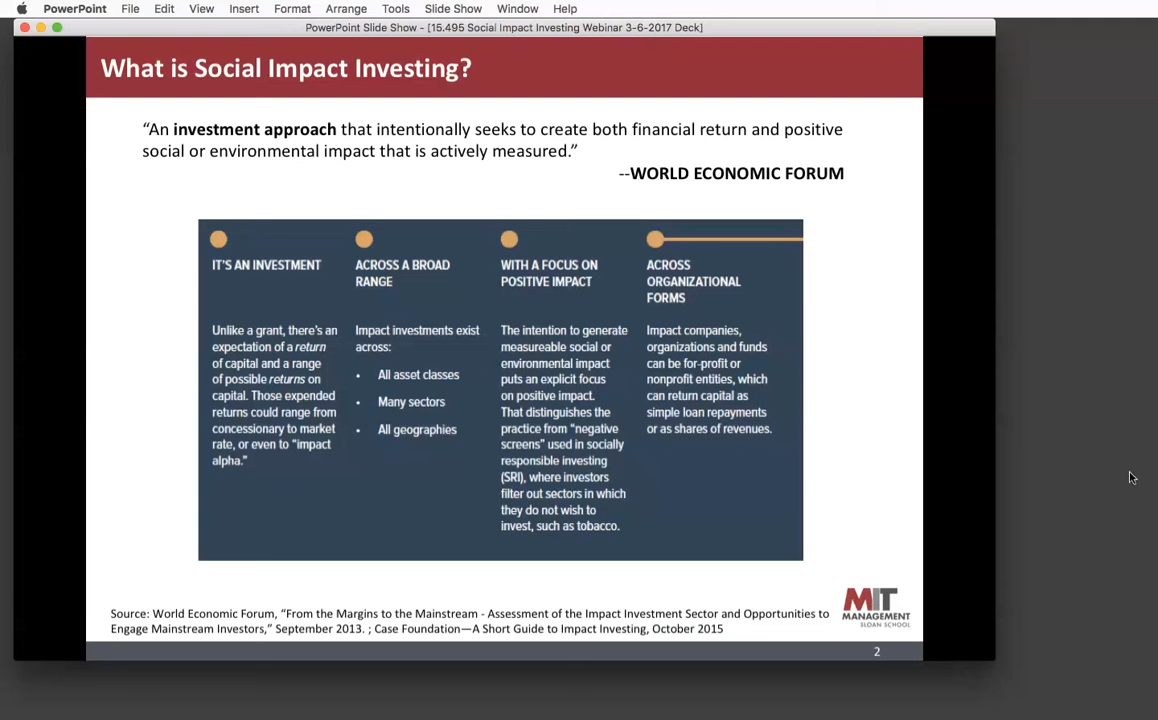 PowerPoint File Edit View Insert Format Arrange Tools Slide Show Window Help
PowerPoint Slide Show - [15.495 Social Impact Investing Webinar 3-6-2017 Deck]
What is Social Impact Investing?
“An investment approach that intentionally seeks to create both financial return and positive
social or environmental impact that is actively measured.”
--WORLD ECONOMIC FORUM
IT’S AN INVESTMENT
Unlike a grant, there’s an
expectation of a return
of capital and a range
of possible returns on
capital. Those expended
returns could range from
concessionary to market
rate, or even to “impact
alpha.”
ACROSS A BROAD
RANGE
Impact investments exist
across:
• All asset classes
• Many sectors
• All geographies
WITH A FOCUS ON
POSITIVE IMPACT
The intention to generate
measureable social or
environmental impact
puts an explicit focus
on positive impact.
That distinguishes the
practice from “negative
screens” used in socially
responsible investing
(SRI), where investors
filter out sectors in which
they do not wish to
invest, such as tobacco.
ACROSS
ORGANIZATIONAL
FORMS
Impact companies,
organizations and funds
can be for-profit or
nonprofit entities, which
can return capital as
simple loan repayments
or as shares of revenues.
Source: World Economic Forum, “From the Margins to the Mainstream - Assessment of the Impact Investment Sector and Opportunities to
Engage Mainstream Investors,” September 2013. ; Case Foundation—A Short Guide to Impact Investing, October 2015
MIT
MANAGEMENT
SLOAN SCHOOL
2